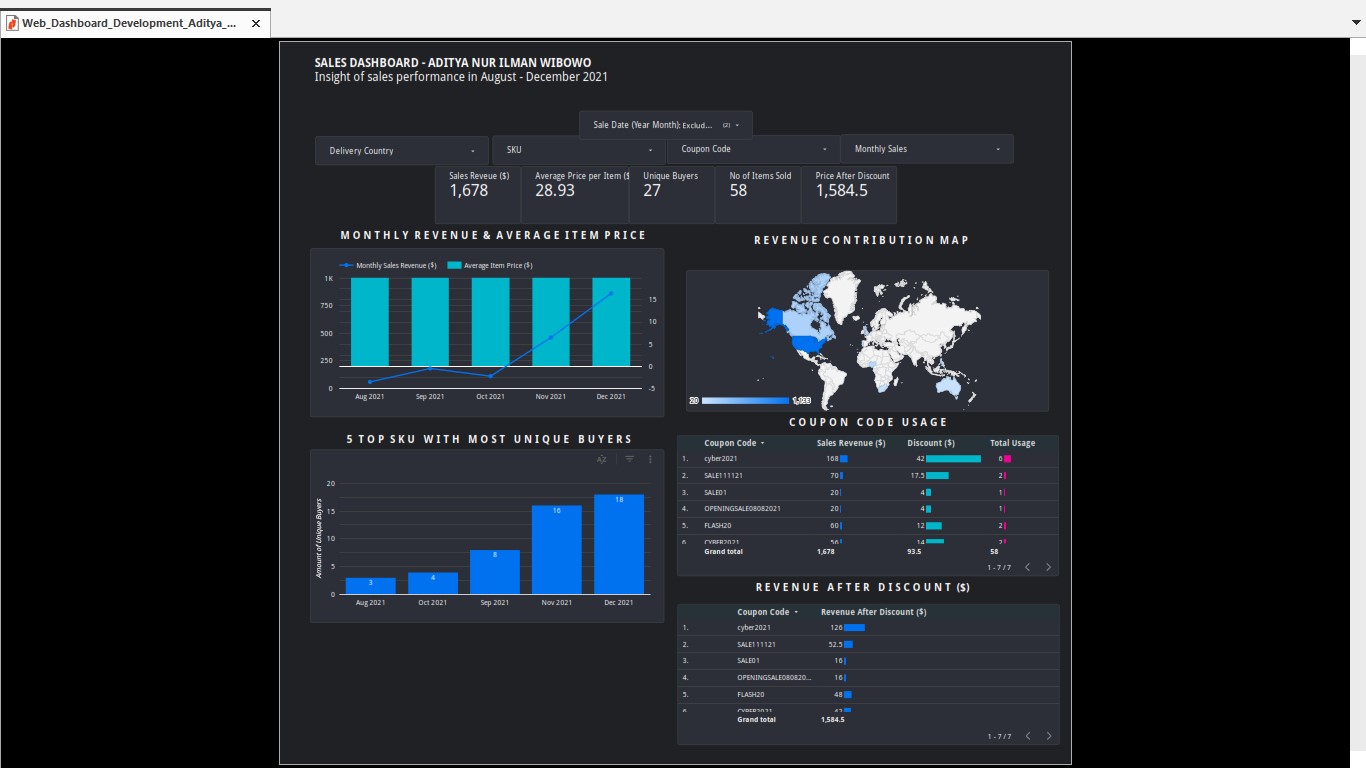 Web_Dashboard_Development_Aditya_...
SALES DASHBOARD - ADITYA NUR ILMAN WIBOWO
Insight of sales performance in August - December 2021
Sale Date (Year Month): Exclud... (2)
Delivery Country
SKU
Coupon Code
Monthly Sales
Sales Reveue ($)
1,678
Average Price per Item ($
28.93
Unique Buyers
27
No of Items Sold
58
Price After Discount
1,584.5
MONTHLY REVENUE & AVERAGE ITEM PRICE
Monthly Sales Revenue ($) Average Item Price ($)
1K
750
500
250
0
15
10
5
0
-5
Aug 2021 Sep 2021 Oct 2021 Nov 2021 Dec 2021
REVENUE CONTRIBUTION MAP
20 1,133
5 TOP SKU WITH MOST UNIQUE BUYERS
Amount of Unique Buyers
20
15
10
5
0
3 4 8 16 18
Aug 2021 Oct 2021 Sep 2021 Nov 2021 Dec 2021
COUPON CODE USAGE
Coupon Code Sales Revenue ($) Discount ($) Total Usage
1. cyber2021 168 42 6
2. SALE111121 70 17.5 2
3. SALE01 20 4 1
4. OPENINGSALE08082021 20 4 1
5. FLASH20 60 12 2
6. CYBER2021 56 14 2
Grand total 1,678 93.5 58
1 - 7 / 7
REVENUE AFTER DISCOUNT ($)
Coupon Code Revenue After Discount ($)
1. cyber2021 126
2. SALE111121 52.5
3. SALE01 16
4. OPENINGSALE080820... 16
5. FLASH20 48
6. CYBER2021 42
Grand total 1,584.5
1 - 7 / 7